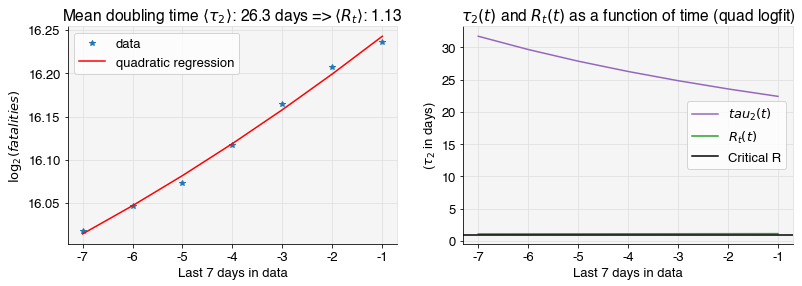 Mean doubling time ⟨τ₂⟩: 26.3 days => ⟨Rₜ⟩: 1.13
16.25
16.20
16.15
16.10
16.05
log₂(fatalities)
data
quadratic regression
-7 -6 -5 -4 -3 -2 -1
Last 7 days in data
τ₂(t) and Rₜ(t) as a function of time (quad logfit)
30
25
20
15
10
5
0
(τ₂ in days)
tau₂(t)
Rₜ(t)
Critical R
-7 -6 -5 -4 -3 -2 -1
Last 7 days in data